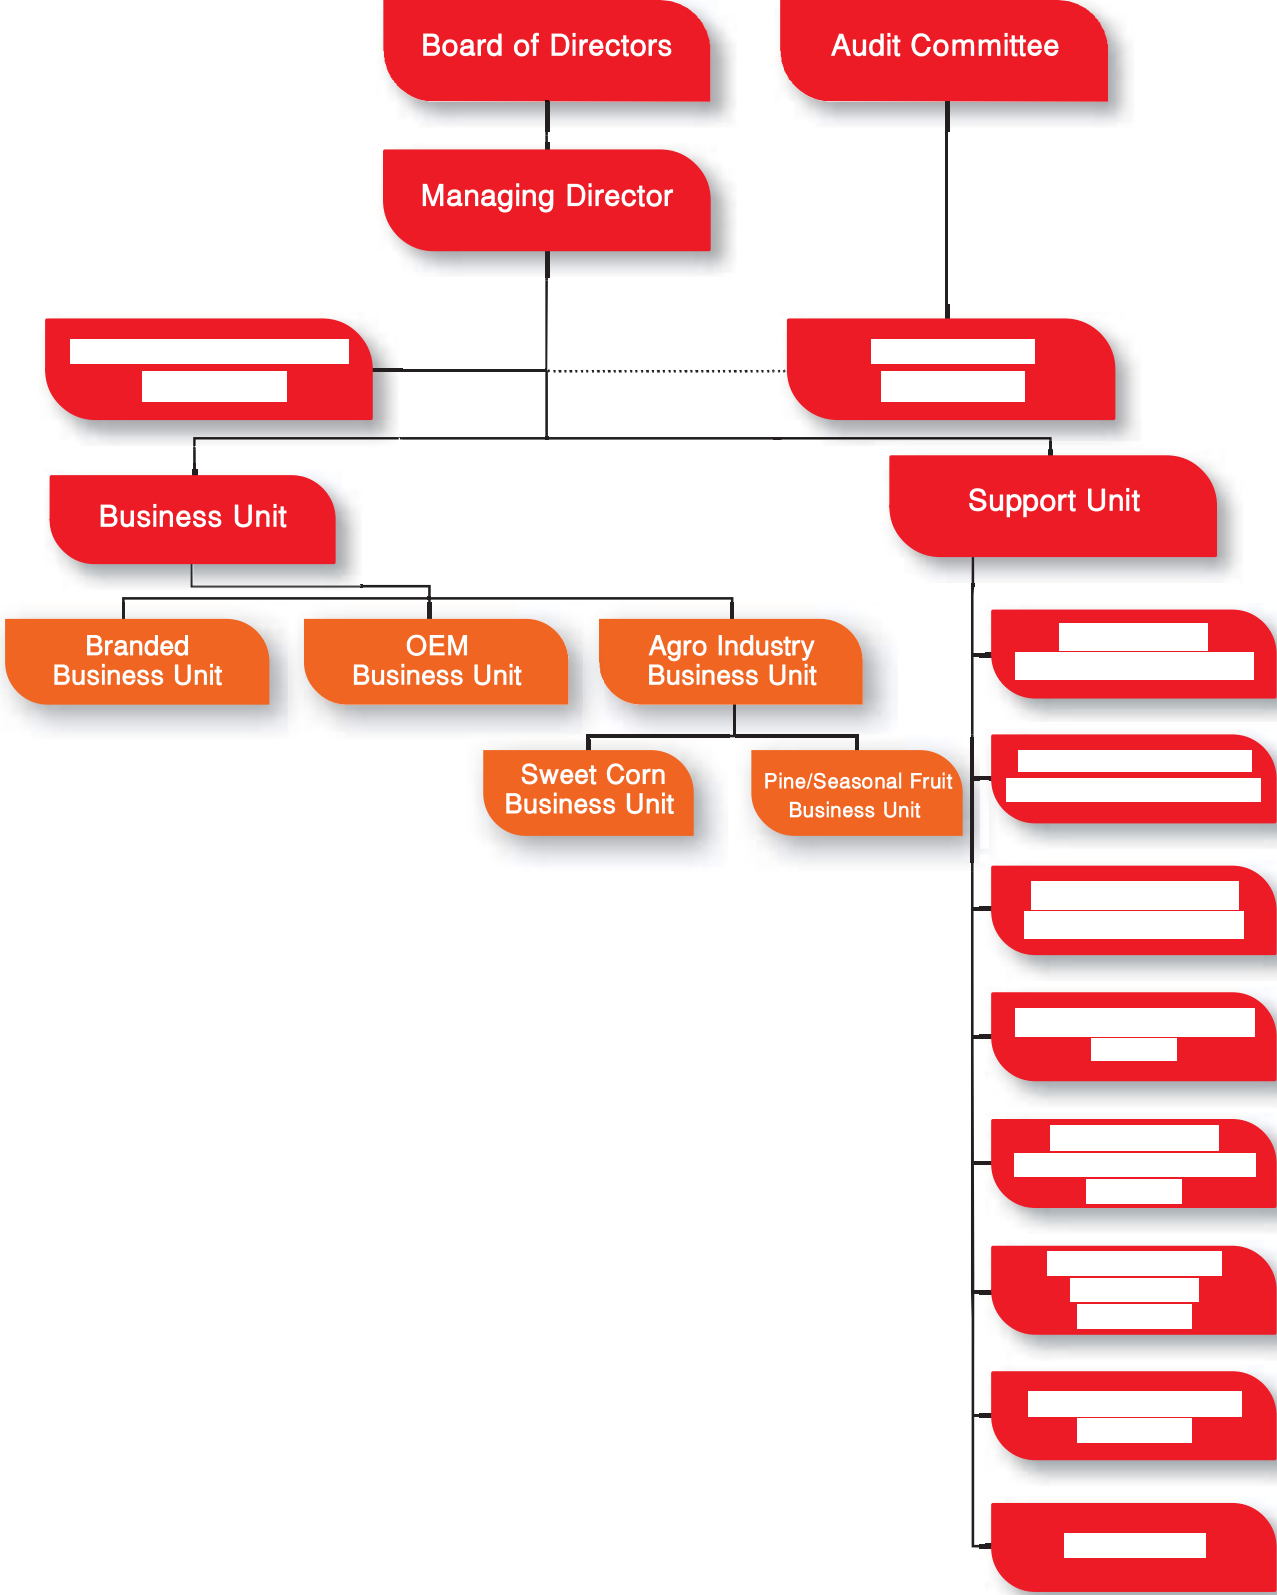 Board of Directors
Audit Committee
Managing Director
Business Unit
Support Unit
Branded
Business Unit
OEM
Business Unit
Agro Industry
Business Unit
Sweet Corn
Business Unit
Pine/Seasonal Fruit
Business Unit